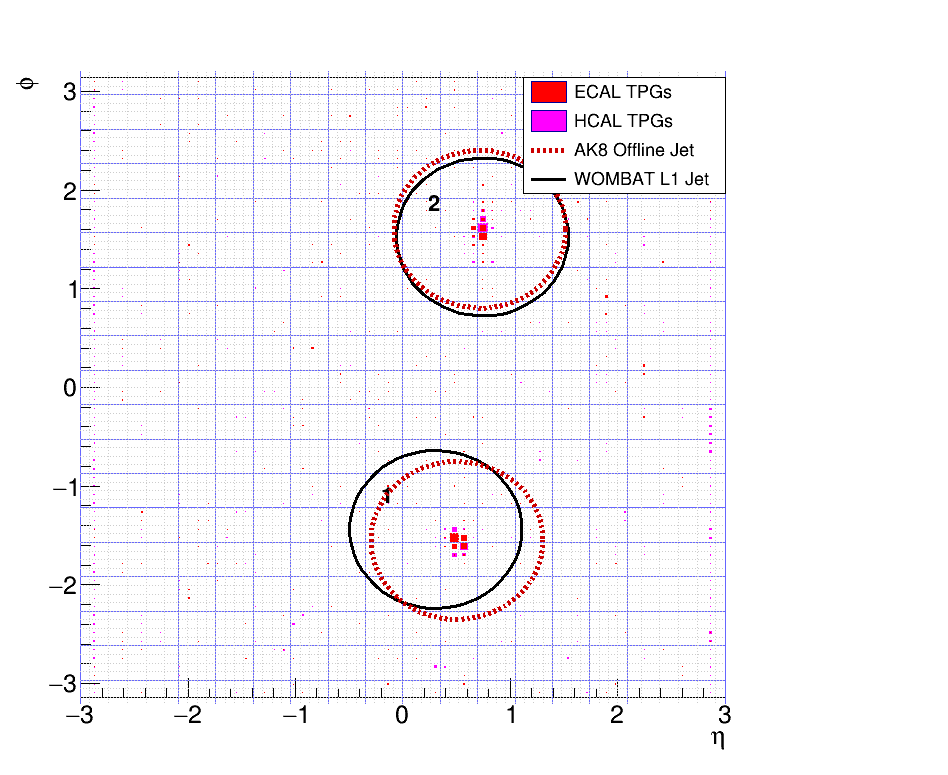 φ
3
ECAL TPGs
HCAL TPGs
AK8 Offline Jet
WOMBAT L1 Jet
2
2
1
0
−1
1
−2
−3
−3 −2 −1 0 1 2 3
η